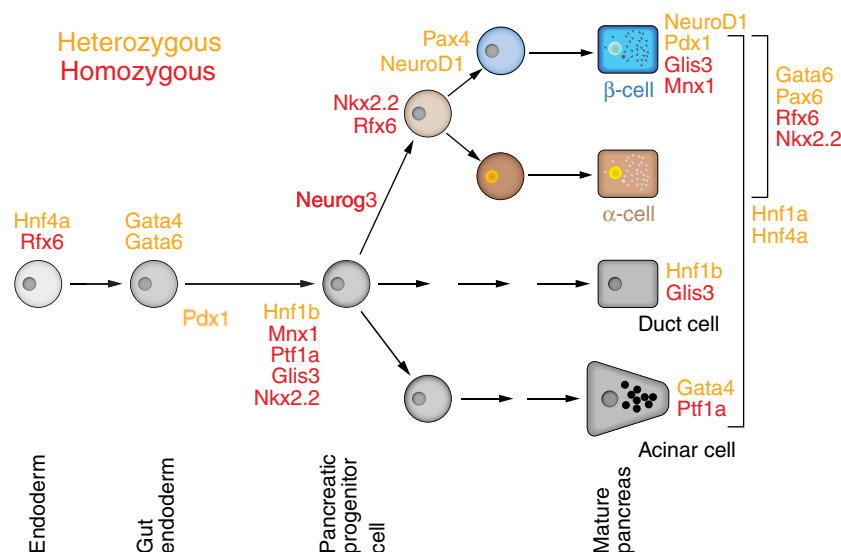 Heterozygous
Homozygous
Pax4
NeuroD1
NeuroD1
Pdx1
Glis3
Mnx1
β-cell
Gata6
Pax6
Rfx6
Nkx2.2
Nkx2.2
Rfx6
Neurog3
α-cell
Hnf1a
Hnf4a
Hnf4a
Rfx6
Gata4
Gata6
Pdx1
Hnf1b
Mnx1
Ptf1a
Glis3
Nkx2.2
Hnf1b
Glis3
Duct cell
Gata4
Ptf1a
Acinar cell
Endoderm
Gut
endoderm
Pancreatic
progenitor
cell
Mature
pancreas